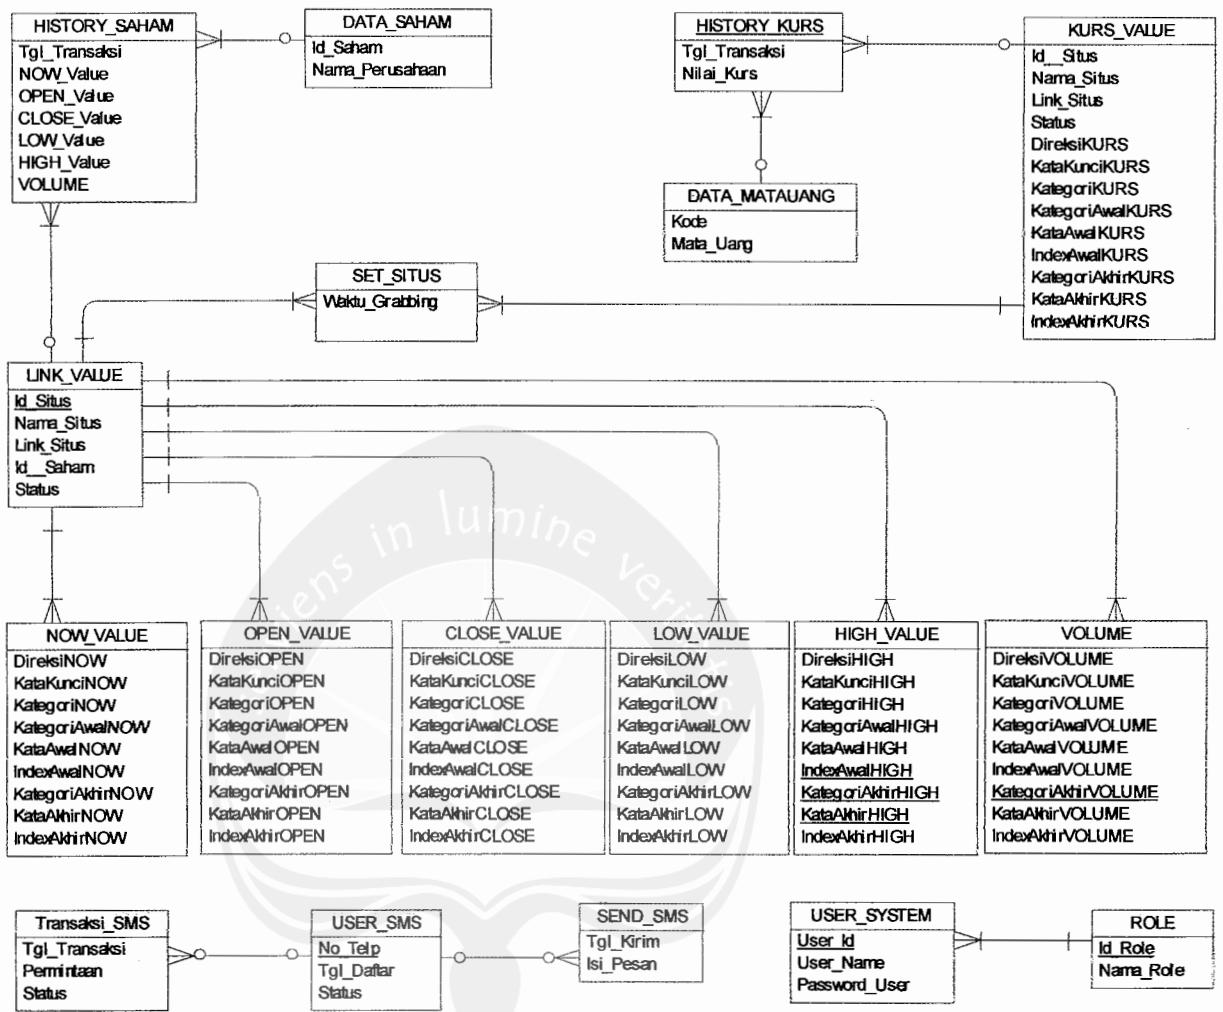 HISTORY_SAHAM
Tgl_Transaksi
NOW_Value
OPEN_Value
CLOSE_Value
LOW_Value
HIGH_Value
VOLUME
DATA_SAHAM
Id_Saham
Nama_Perusahaan
HISTORY_KURS
Tgl_Transaksi
Nilai_Kurs
KURS_VALUE
Id__Situs
Nama_Situs
Link_Situs
Status
DireksiKURS
KataKunciKURS
KategoriKURS
KategoriAwalKURS
KataAwalKURS
IndexAwalKURS
KategoriAkhirKURS
KataAkhirKURS
IndexAkhirKURS
DATA_MATAUANG
Kode
Mata_Uang
SET_SITUS
Waktu_Grabbing
LINK_VALUE
Id_Situs
Nama_Situs
Link_Situs
Id__Saham
Status
in lumine veritatis
NOW_VALUE
DireksiNOW
KataKunciNOW
KategoriNOW
KategoriAwalNOW
KataAwalNOW
IndexAwalNOW
KategoriAkhirNOW
KataAkhirNOW
IndexAkhirNOW
OPEN_VALUE
DireksiOPEN
KataKunciOPEN
KategoriOPEN
KategoriAwalOPEN
KataAwalOPEN
IndexAwalOPEN
KategoriAkhirOPEN
KataAkhirOPEN
IndexAkhirOPEN
CLOSE_VALUE
DireksiCLOSE
KataKunciCLOSE
KategoriCLOSE
KategoriAwalCLOSE
KataAwalCLOSE
IndexAwalCLOSE
KategoriAkhirCLOSE
KataAkhirCLOSE
IndexAkhirCLOSE
LOW_VALUE
DireksiLOW
KataKunciLOW
KategoriLOW
KategoriAwalLOW
KataAwalLOW
IndexAwalLOW
KategoriAkhirLOW
KataAkhirLOW
IndexAkhirLOW
HIGH_VALUE
DireksiHIGH
KataKunciHIGH
KategoriHIGH
KategoriAwalHIGH
KataAwalHIGH
IndexAwalHIGH
KategoriAkhirHIGH
KataAkhirHIGH
IndexAkhirHIGH
VOLUME
DireksiVOLUME
KataKunciVOLUME
KategoriVOLUME
KategoriAwalVOLUME
KataAwalVOLUME
IndexAwalVOLUME
KategoriAkhirVOLUME
KataAkhirVOLUME
IndexAkhirVOLUME
Transaksi_SMS
Tgl_Transaksi
Permintaan
Status
USER_SMS
No_Telp
Tgl_Daftar
Status
SEND_SMS
Tgl_Kirim
Isi_Pesan
USER_SYSTEM
User_Id
User_Name
Password_User
ROLE
Id_Role
Nama_Role